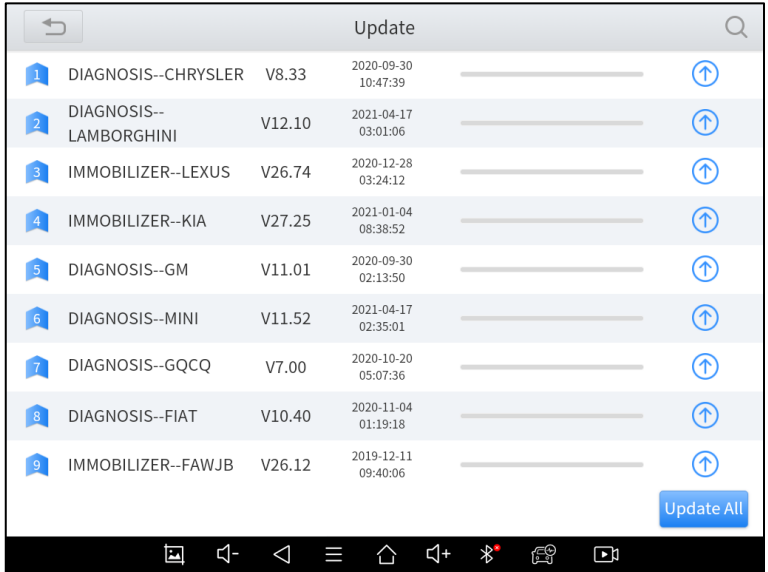 Update
1 DIAGNOSIS--CHRYSLER V8.33 2020-09-30
10:47:39
2 DIAGNOSIS--
LAMBORGHINI V12.10 2021-04-17
03:01:06
3 IMMOBILIZER--LEXUS V26.74 2020-12-28
03:24:12
4 IMMOBILIZER--KIA V27.25 2021-01-04
08:38:52
5 DIAGNOSIS--GM V11.01 2020-09-30
02:13:50
6 DIAGNOSIS--MINI V11.52 2021-04-17
02:35:01
7 DIAGNOSIS--GQCQ V7.00 2020-10-20
05:07:36
8 DIAGNOSIS--FIAT V10.40 2020-11-04
01:19:18
9 IMMOBILIZER--FAWJB V26.12 2019-12-11
09:40:06
Update All